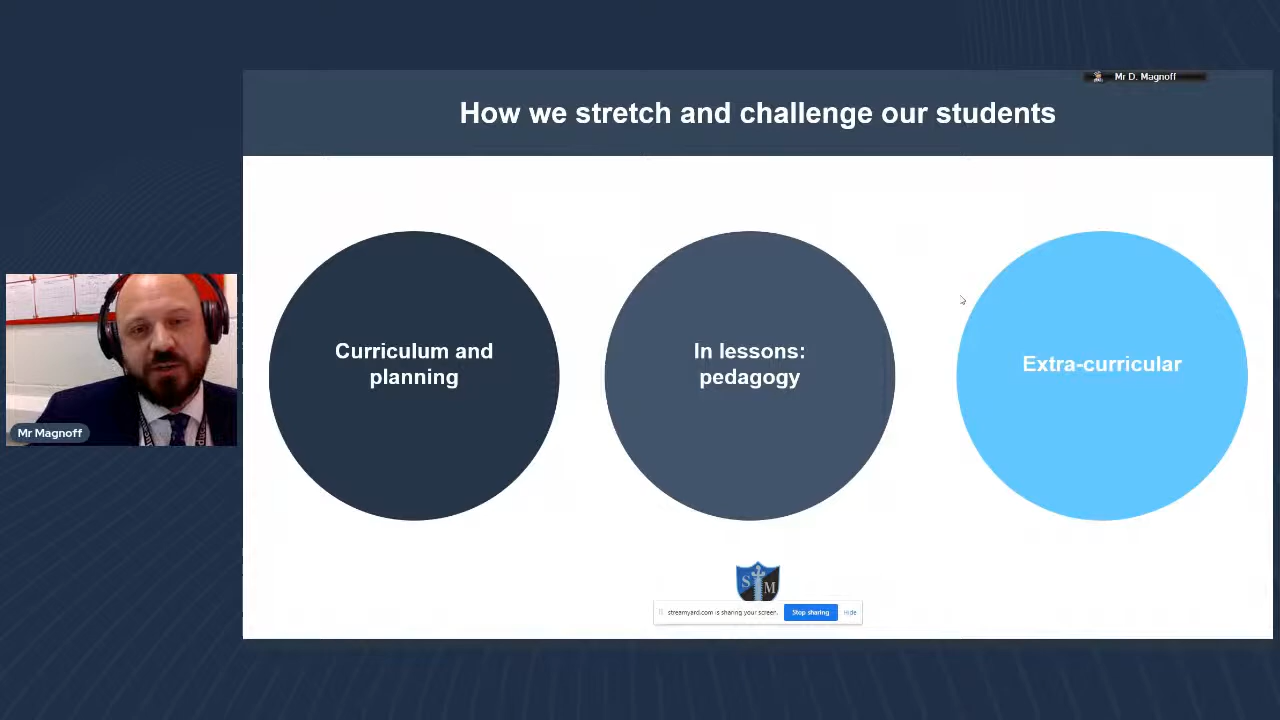 Mr D. Magnoff
How we stretch and challenge our students
Curriculum and
planning
In lessons:
pedagogy
Extra-curricular
Mr Magnoff
S M
streamyard.com is sharing your screen.
Stop sharing
Hide